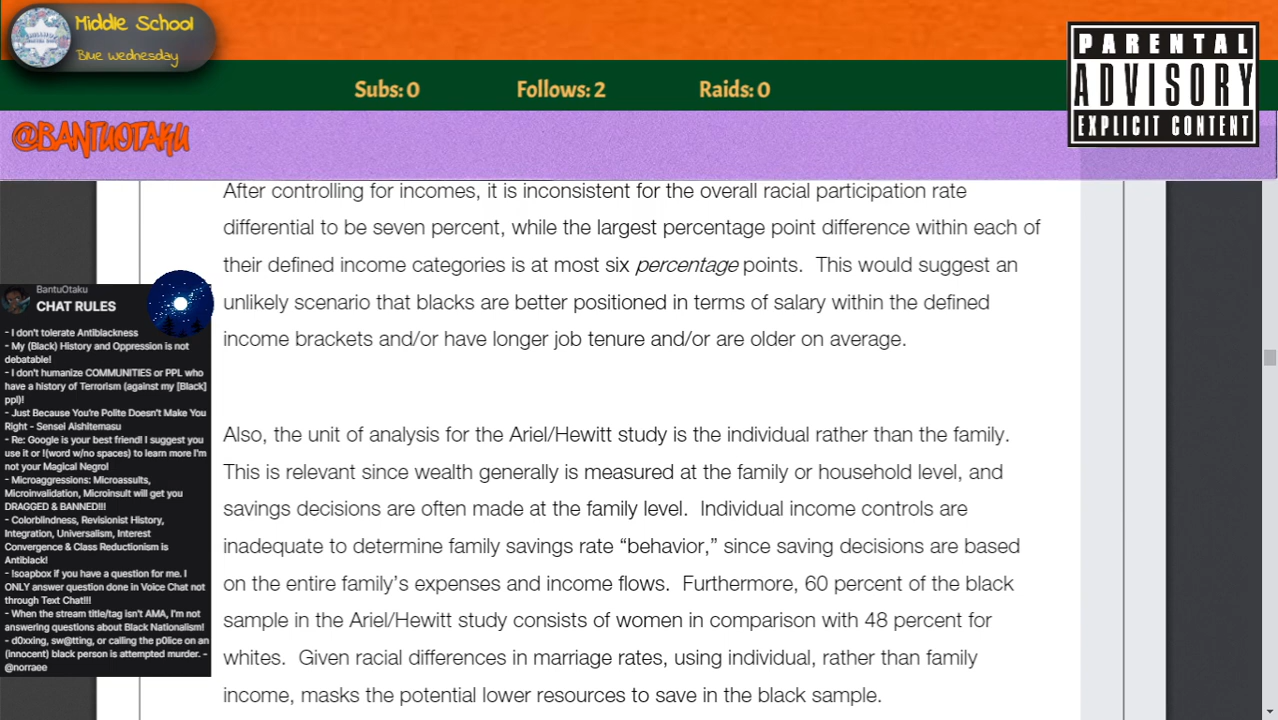 Middle School
Blue wednesday
PARENTAL
ADVISORY
EXPLICIT CONTENT
Subs: 0
Follows: 2
Raids: 0
@BANTUOTAKU
After controlling for incomes, it is inconsistent for the overall racial participation rate
differential to be seven percent, while the largest percentage point difference within each of
their defined income categories is at most six percentage points. This would suggest an
unlikely scenario that blacks are better positioned in terms of salary within the defined
income brackets and/or have longer job tenure and/or are older on average.
Also, the unit of analysis for the Ariel/Hewitt study is the individual rather than the family.
This is relevant since wealth generally is measured at the family or household level, and
savings decisions are often made at the family level. Individual income controls are
inadequate to determine family savings rate “behavior,” since saving decisions are based
on the entire family’s expenses and income flows. Furthermore, 60 percent of the black
sample in the Ariel/Hewitt study consists of women in comparison with 48 percent for
whites. Given racial differences in marriage rates, using individual, rather than family
income, masks the potential lower resources to save in the black sample.
BantuOtaku
CHAT RULES
- I don't tolerate Antiblackness
- My (Black) History and Oppression is not
debatable!
- I don't humanize COMMUNITIES or PPL who
have a history of Terrorism (against my [Black]
ppl)!
- Just Because You're Polite Doesn't Make You
Right - Sensei Aishitemasu
- Re: Google is your best friend! I suggest you
use it or !(word w/no spaces) to learn more I'm
not your Magical Negro!
- Microaggressions: Microassults,
Microinvalidation, Microinsult will get you
DRAGGED & BANNED!!!
- Colorblindness, Revisionist History,
Integration, Universalism, Interest
Convergence & Class Reductionism is
Antiblack!
- !soapbox if you have a question for me. I
ONLY answer question done in Voice Chat not
through Text Chat!!!
- When the stream title/tag isn't AMA, I'm not
answering questions about Black Nationalism!
- d0xxing, sw@tting, or calling the p0lice on an
(innocent) black person is attempted murder. -
@norraee